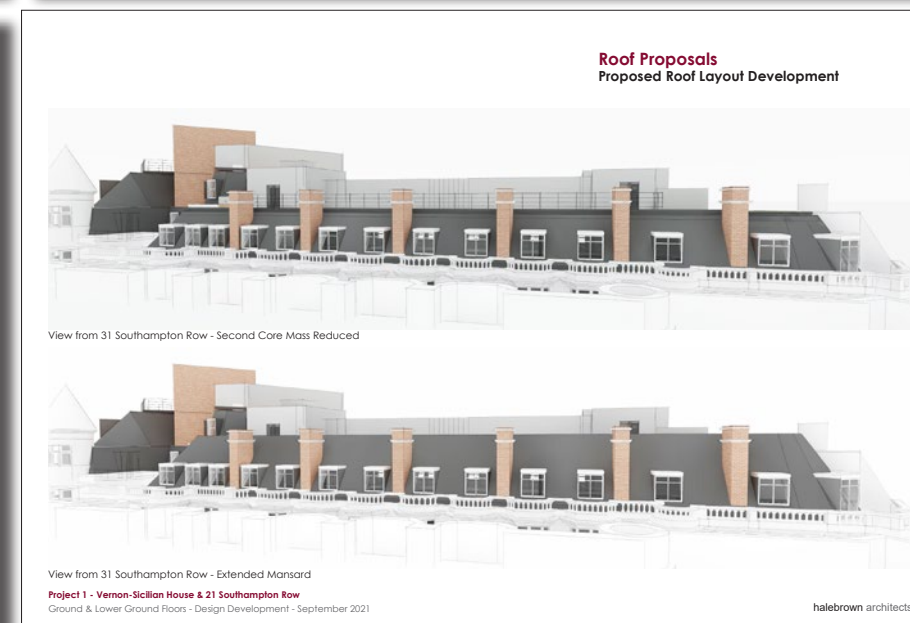 Roof Proposals
Proposed Roof Layout Development
View from 31 Southampton Row - Second Core Mass Reduced
View from 31 Southampton Row - Extended Mansard
Project 1 - Vernon-Sicilian House & 21 Southampton Row
Ground & Lower Ground Floors - Design Development - September 2021
halebrown architects